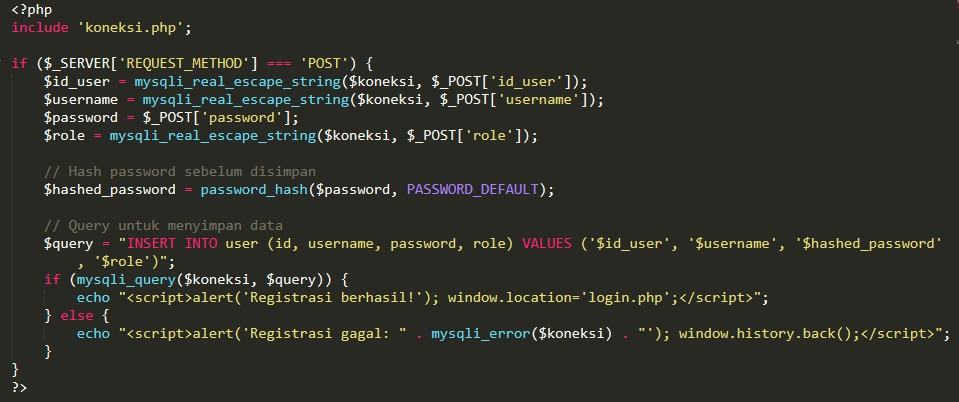 <?php
include 'koneksi.php';
if ($_SERVER['REQUEST_METHOD'] === 'POST') {
$id_user = mysqli_real_escape_string($koneksi, $_POST['id_user']);
$username = mysqli_real_escape_string($koneksi, $_POST['username']);
$password = $_POST['password'];
$role = mysqli_real_escape_string($koneksi, $_POST['role']);
// Hash password sebelum disimpan
$hashed_password = password_hash($password, PASSWORD_DEFAULT);
// Query untuk menyimpan data
$query = "INSERT INTO user (id, username, password, role) VALUES ('$id_user', '$username', '$hashed_password'
, '$role')";
if (mysqli_query($koneksi, $query)) {
echo "<script>alert('Registrasi berhasil!'); window.location='login.php';</script>";
} else {
echo "<script>alert('Registrasi gagal: " . mysqli_error($koneksi) . "'); window.history.back();</script>";
}
}
?>